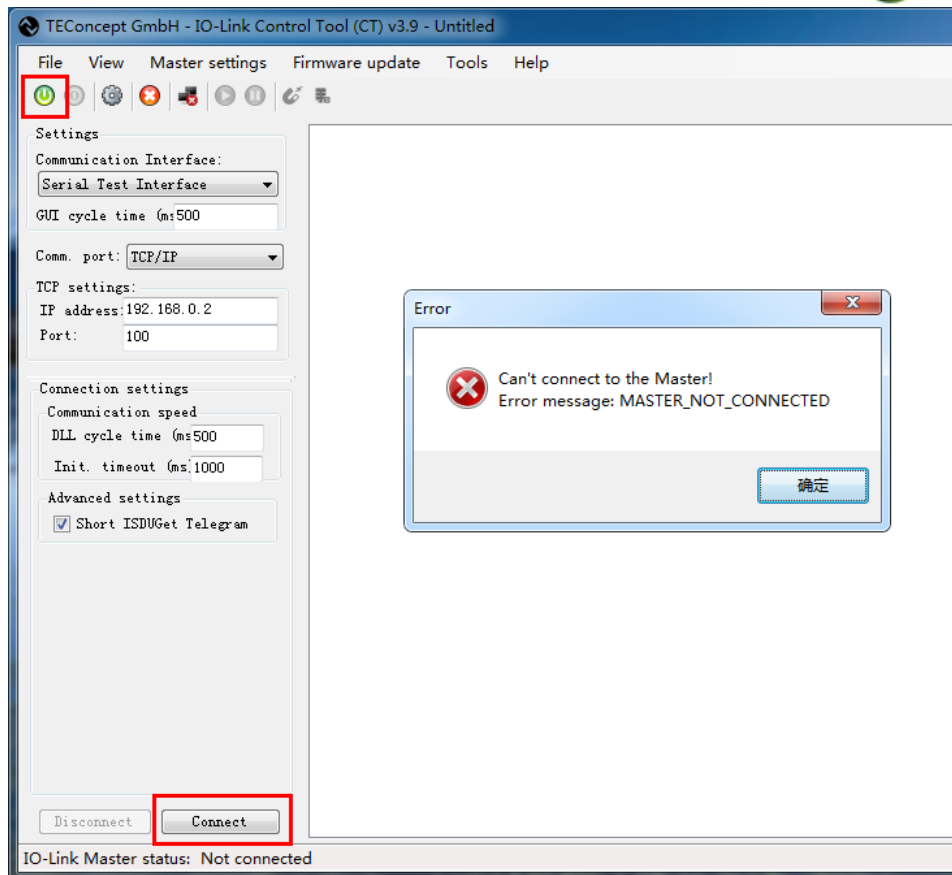 TEConcept GmbH - IO-Link Control Tool (CT) v3.9 - Untitled
File View Master settings Firmware update Tools Help
Settings
Communication Interface:
Serial Test Interface
GUI cycle time (ms 500
Comm. port: TCP/IP
TCP settings:
IP address: 192.168.0.2
Port: 100
Connection settings
Communication speed
DLL cycle time (ms 500
Init. timeout (ms) 1000
Advanced settings
Short ISDUGet Telegram
Error
Can't connect to the Master!
Error message: MASTER_NOT_CONNECTED
确定
Disconnect Connect
IO-Link Master status: Not connected